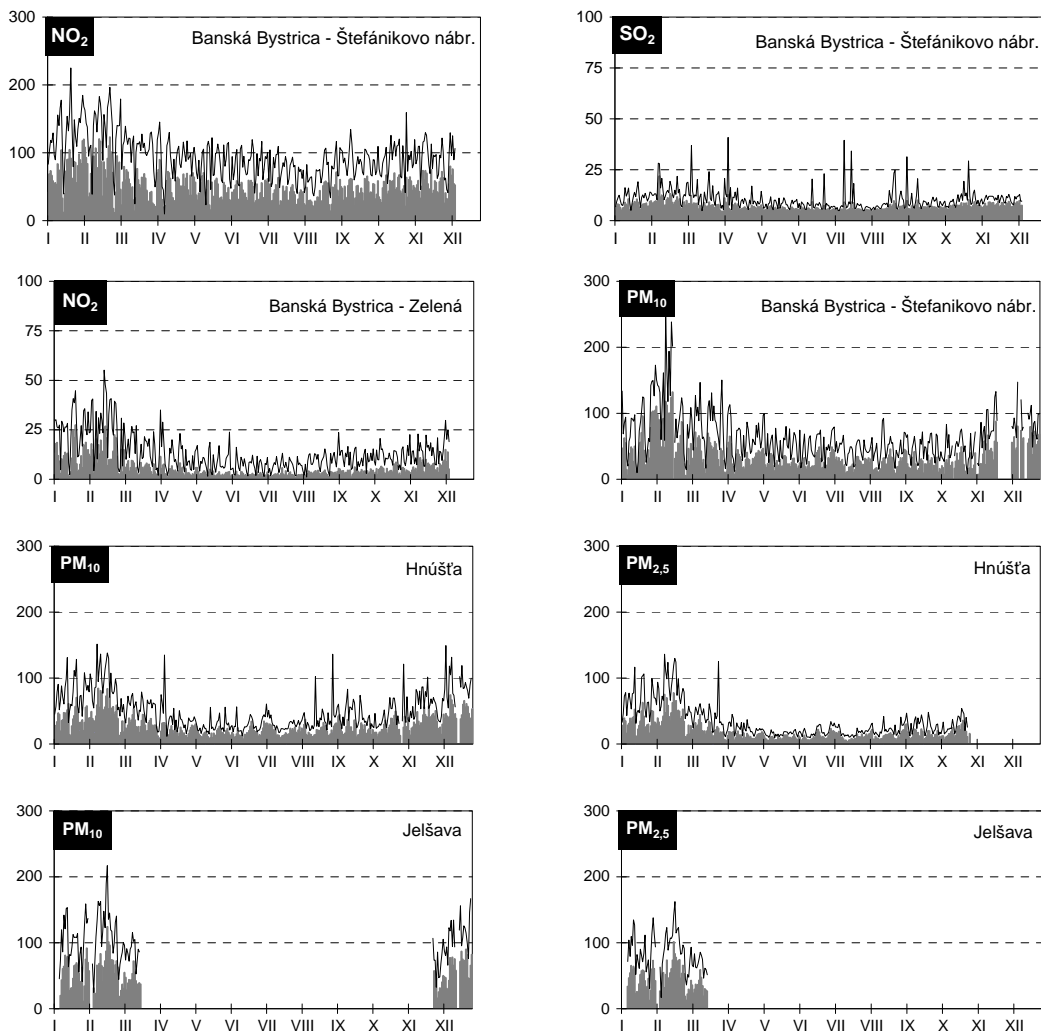 NO₂
Banská Bystrica - Štefánikovo nábr.
300
200
100
0
I II III IV V VI VII VIII IX X XI XII
SO₂
Banská Bystrica - Štefánikovo nábr.
100
75
50
25
0
I II III IV V VI VII VIII IX X XI XII
NO₂
Banská Bystrica - Zelená
100
75
50
25
0
I II III IV V VI VII VIII IX X XI XII
PM₁₀
Banská Bystrica - Štefanikovo nábr.
300
200
100
0
I II III IV V VI VII VIII IX X XI XII
PM₁₀
Hnúšťa
300
200
100
0
I II III IV V VI VII VIII IX X XI XII
PM₂,₅
Hnúšťa
300
200
100
0
I II III IV V VI VII VIII IX X XI XII
PM₁₀
Jelšava
300
200
100
0
I II III IV V VI VII VIII IX X XI XII
PM₂,₅
Jelšava
300
200
100
0
I II III IV V VI VII VIII IX X XI XII